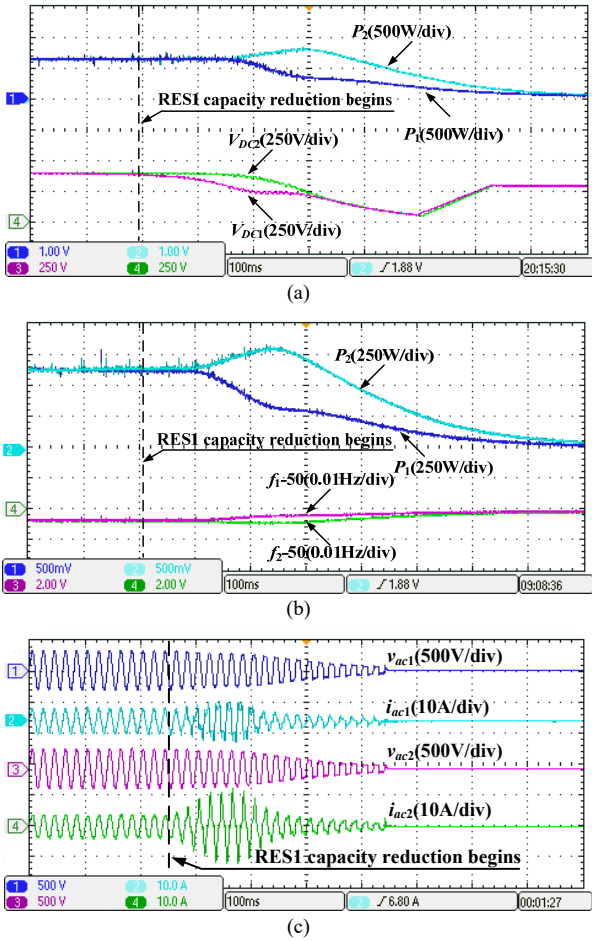 P2(500W/div)
1
RES1 capacity reduction begins
P1(500W/div)
VDC2(250V/div)
4
VDC1(250V/div)
1 1.00 V 2 1.00 V
3 250 V 4 250 V
100ms
2 1.88 V
20:15:30
(a)
P2(250W/div)
RES1 capacity reduction begins
2
P1(250W/div)
f1-50(0.01Hz/div)
4
f2-50(0.01Hz/div)
1 500mV 2 500mV
3 2.00 V 4 2.00 V
100ms
2 1.88 V
09:08:36
(b)
1
vac1(500V/div)
2
iac1(10A/div)
3
vac2(500V/div)
4
iac2(10A/div)
RES1 capacity reduction begins
1 500 V 2 10.0 A
3 500 V 4 10.0 A
100ms
2 6.80 A
00:01:27
(c)